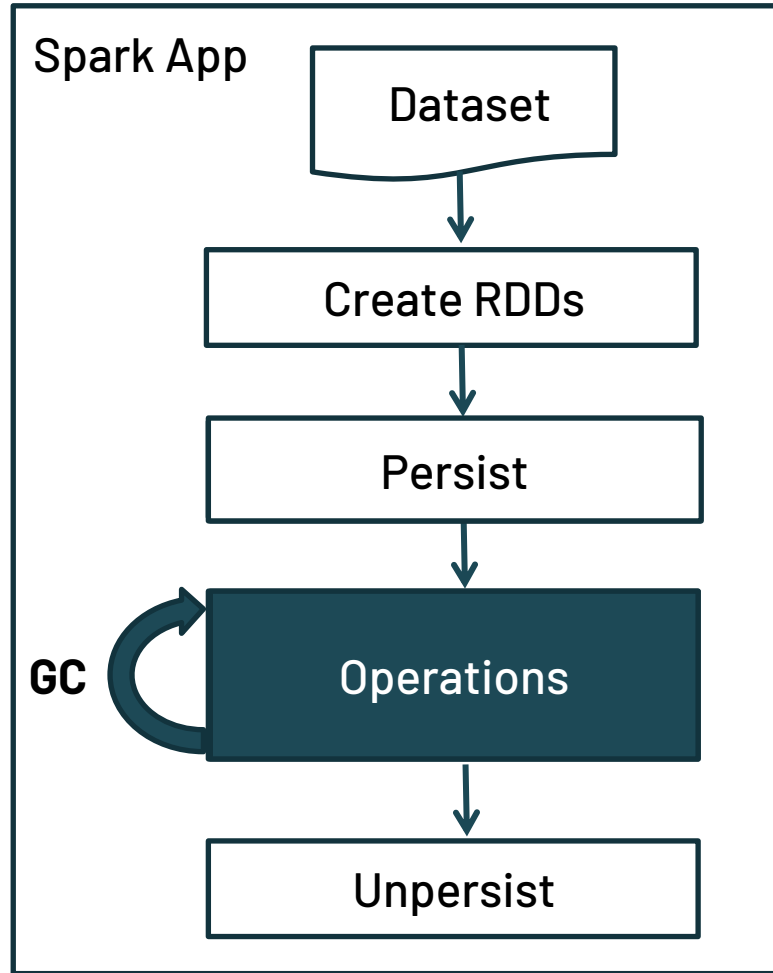 Spark App
Dataset
Create RDDs
Persist
GC
Operations
Unpersist